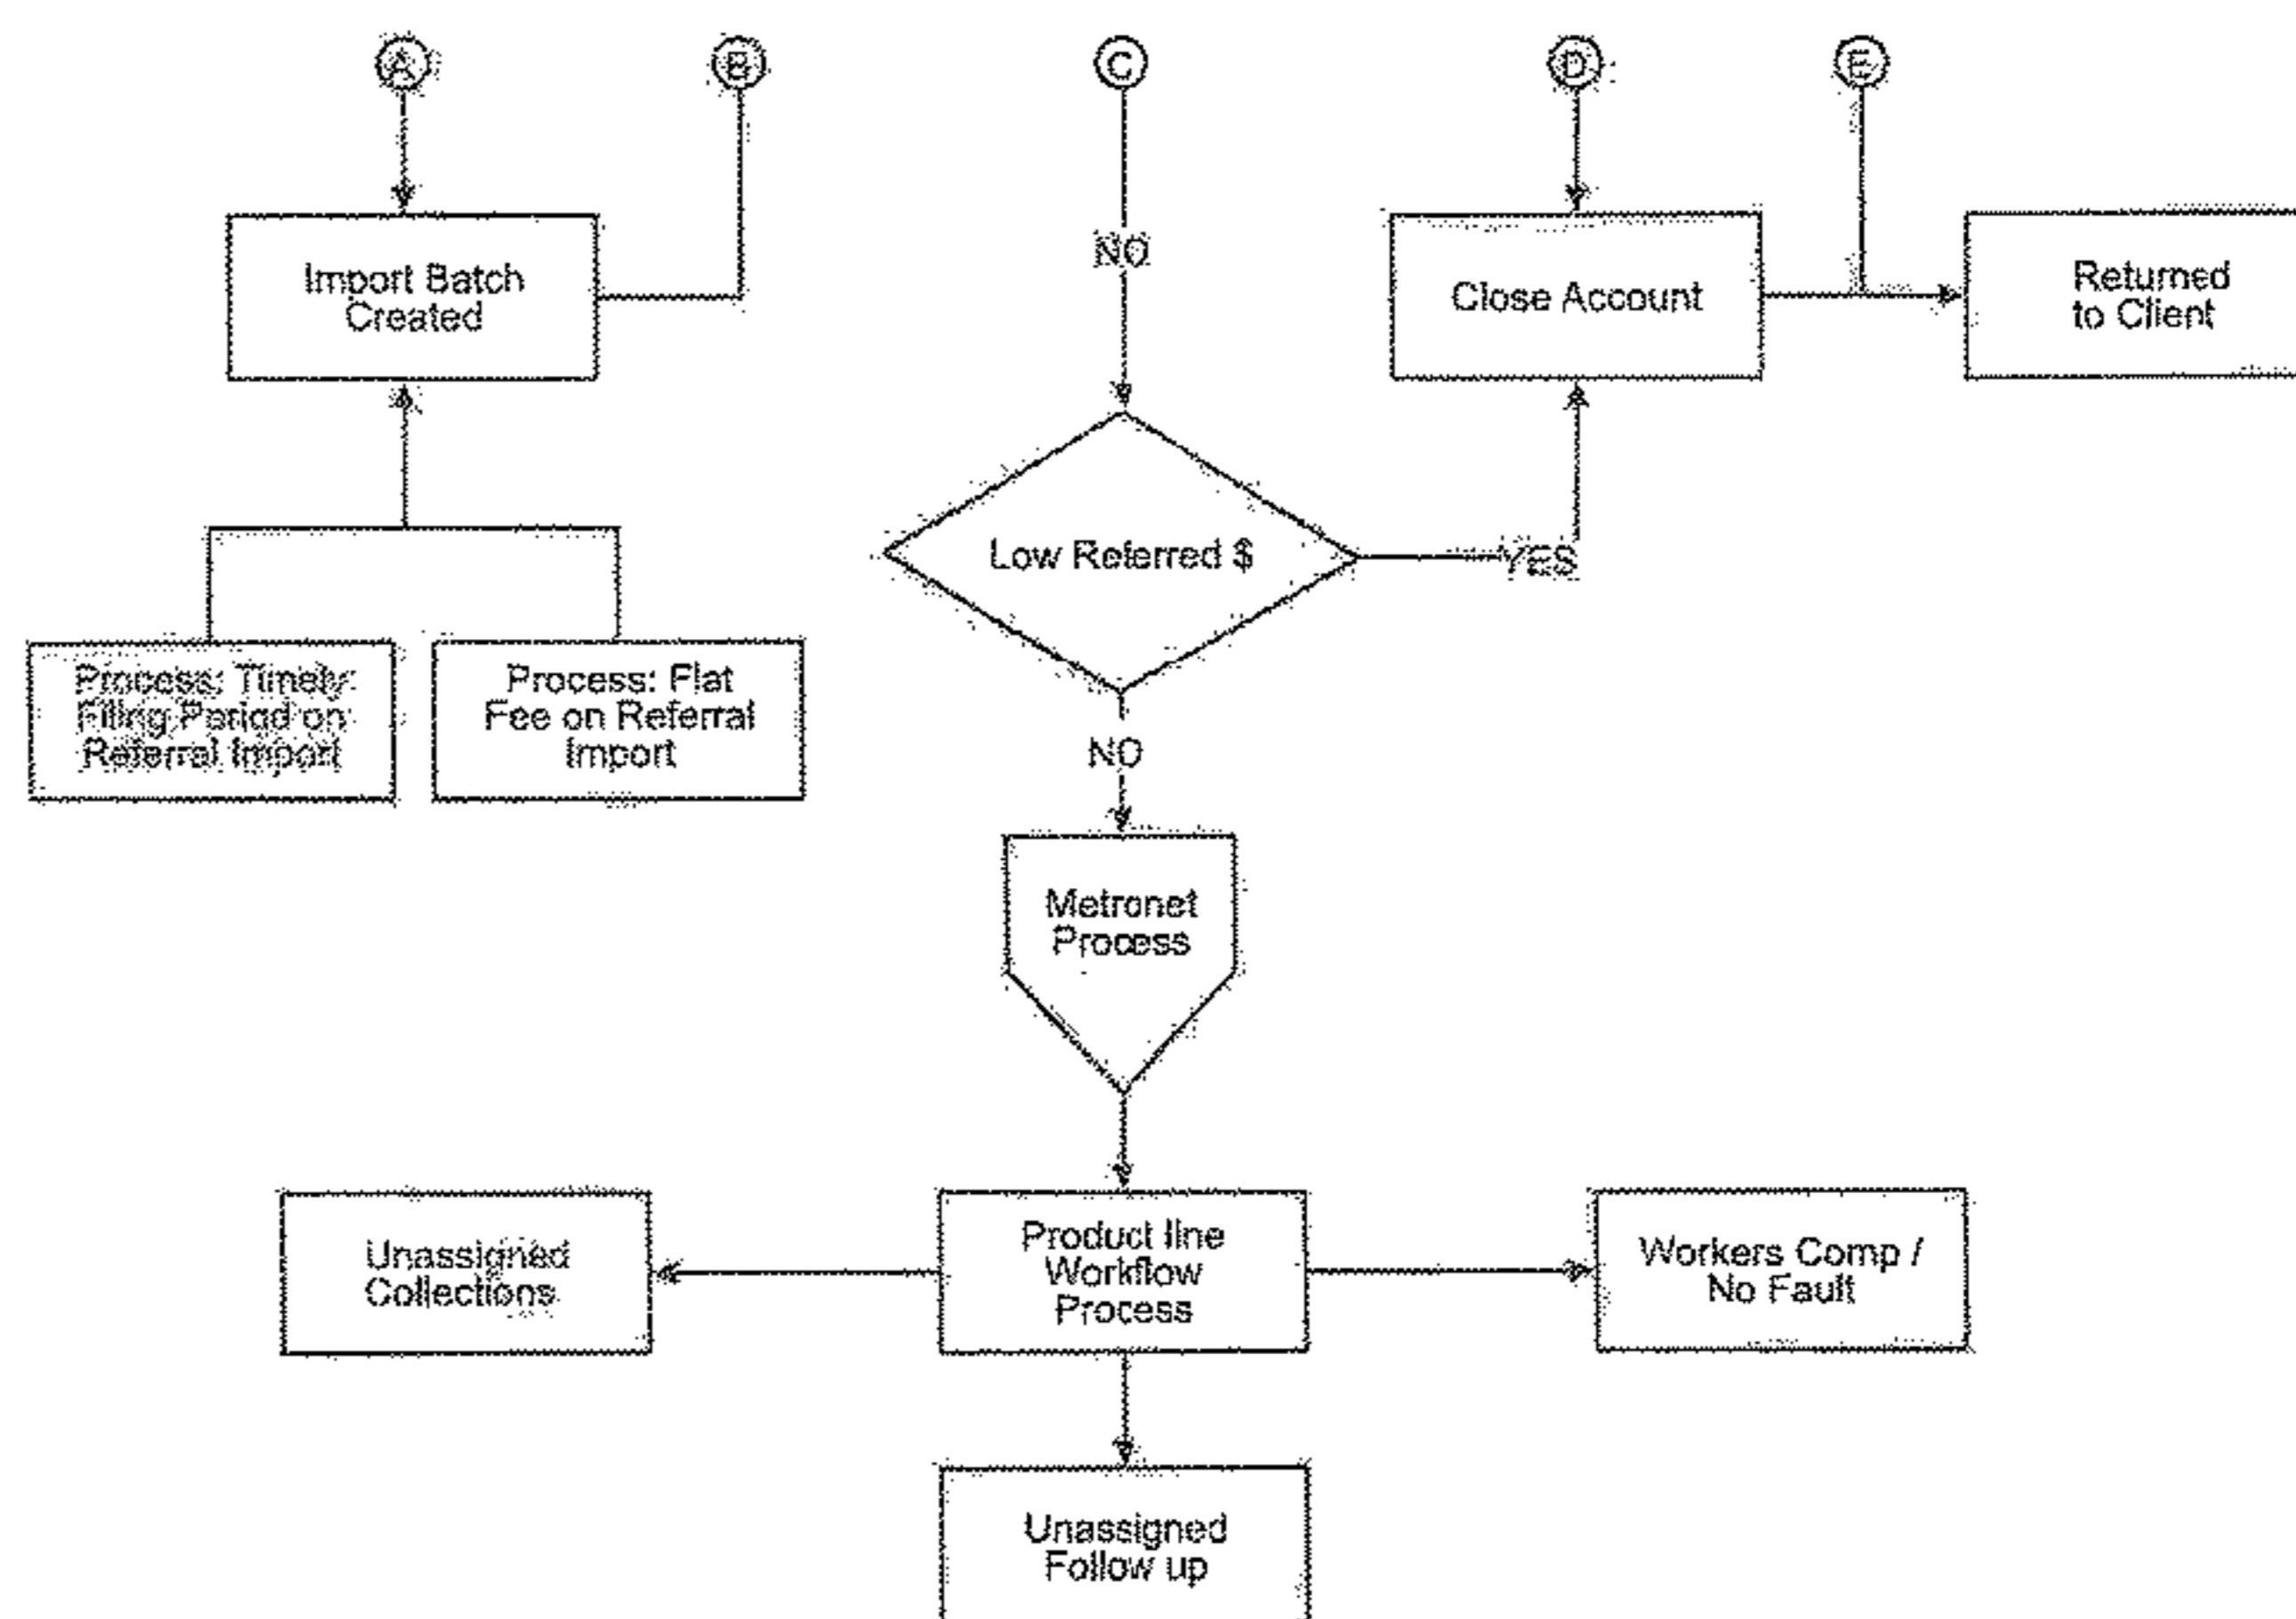 A
B
C
D
E
Import Batch
Created
NO
Close Account
Returned
to Client
Low Referred $
YES
Process: Timely
Filing Period on
Referral Import
Process: Flat
Fee on Referral
Import
NO
Metronet
Process
Unassigned
Collections
Product line
Workflow
Process
Workers Comp /
No Fault
Unassigned
Follow up